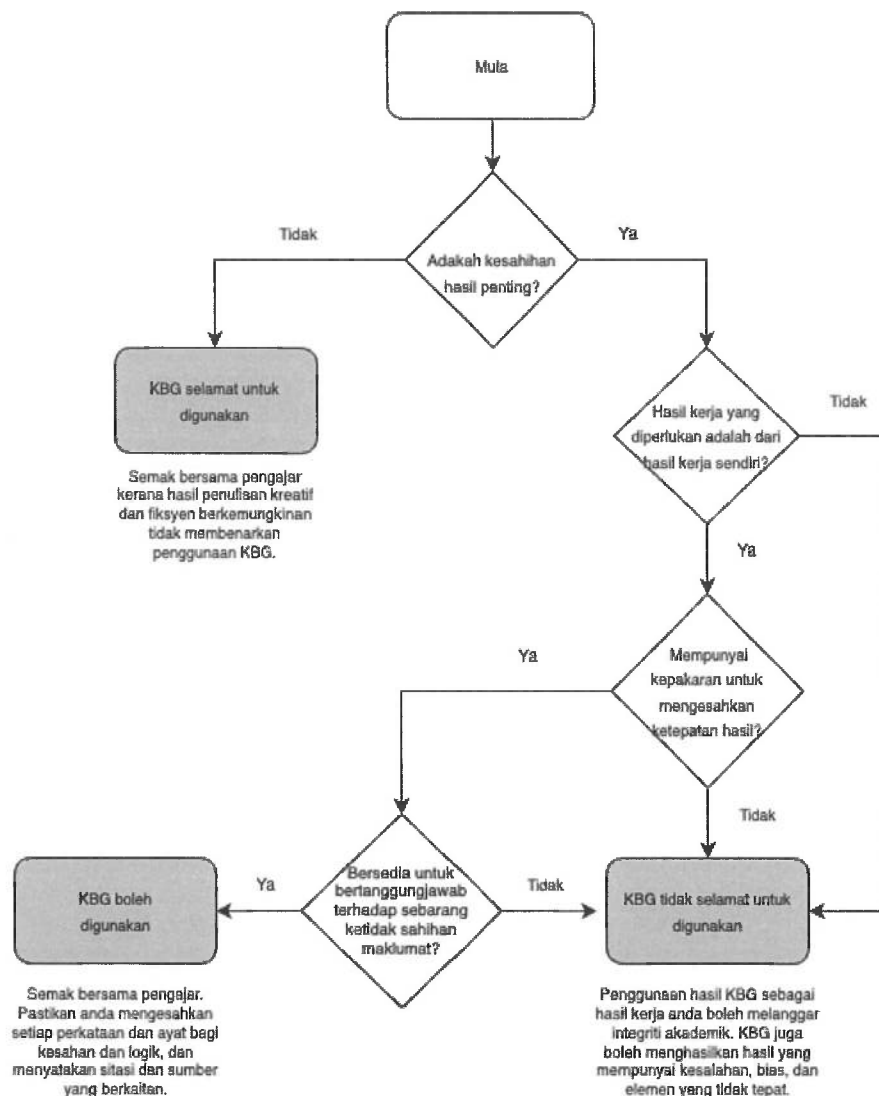 Mula
Tidak
Ya
Adakah kesahihan
hasil penting?
KBG selamat untuk
digunakan
Semak bersama pengajar
kerana hasil penulisan kreatif
dan fiksyen berkemungkinan
tidak membenarkan
penggunaan KBG.
Hasil kerja yang
diperlukan adalah dari
hasil kerja sendiri?
Tidak
Ya
Ya
Mempunyai
kepakaran untuk
mengesahkan
ketepatan hasil?
Tidak
KBG boleh
digunakan
Ya
Bersedia untuk
bertanggungjawab
terhadap sebarang
ketidak sahihan
maklumat?
Tidak
KBG tidak selamat untuk
digunakan
Semak bersama pengajar.
Pastikan anda mengesahkan
setiap perkataan dan ayat bagi
kesahan dan logik, dan
menyatakan sitasi dan sumber
yang berkaitan.
Penggunaan hasil KBG sebagai
hasil kerja anda boleh melanggar
integriti akademik. KBG juga
boleh menghasilkan hasil yang
mempunyai kesalahan, bias, dan
elemen yang tidak tepat.